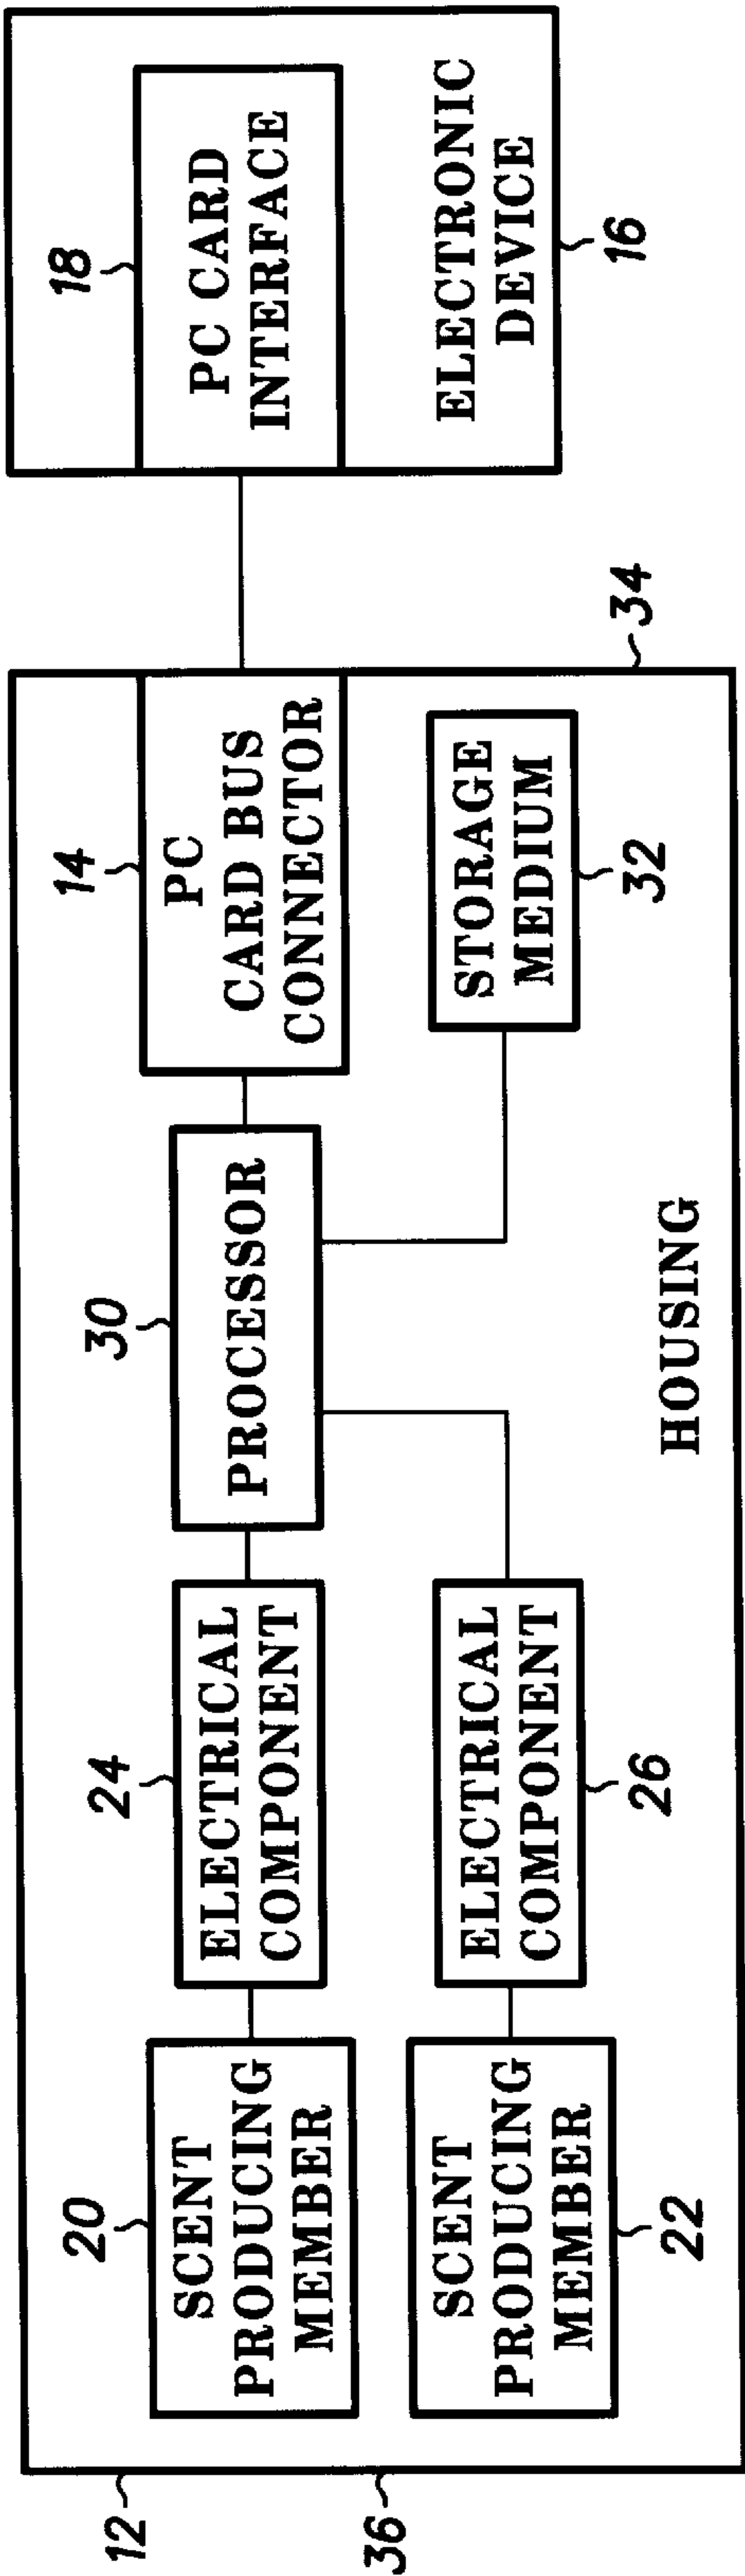 12
36
20
SCENT
PRODUCING
MEMBER
24
ELECTRICAL
COMPONENT
30
PROCESSOR
14
PC
CARD BUS
CONNECTOR
18
PC CARD
INTERFACE
ELECTRONIC
DEVICE
16
SCENT
PRODUCING
MEMBER
22
ELECTRICAL
COMPONENT
26
STORAGE
MEDIUM
32
34
HOUSING